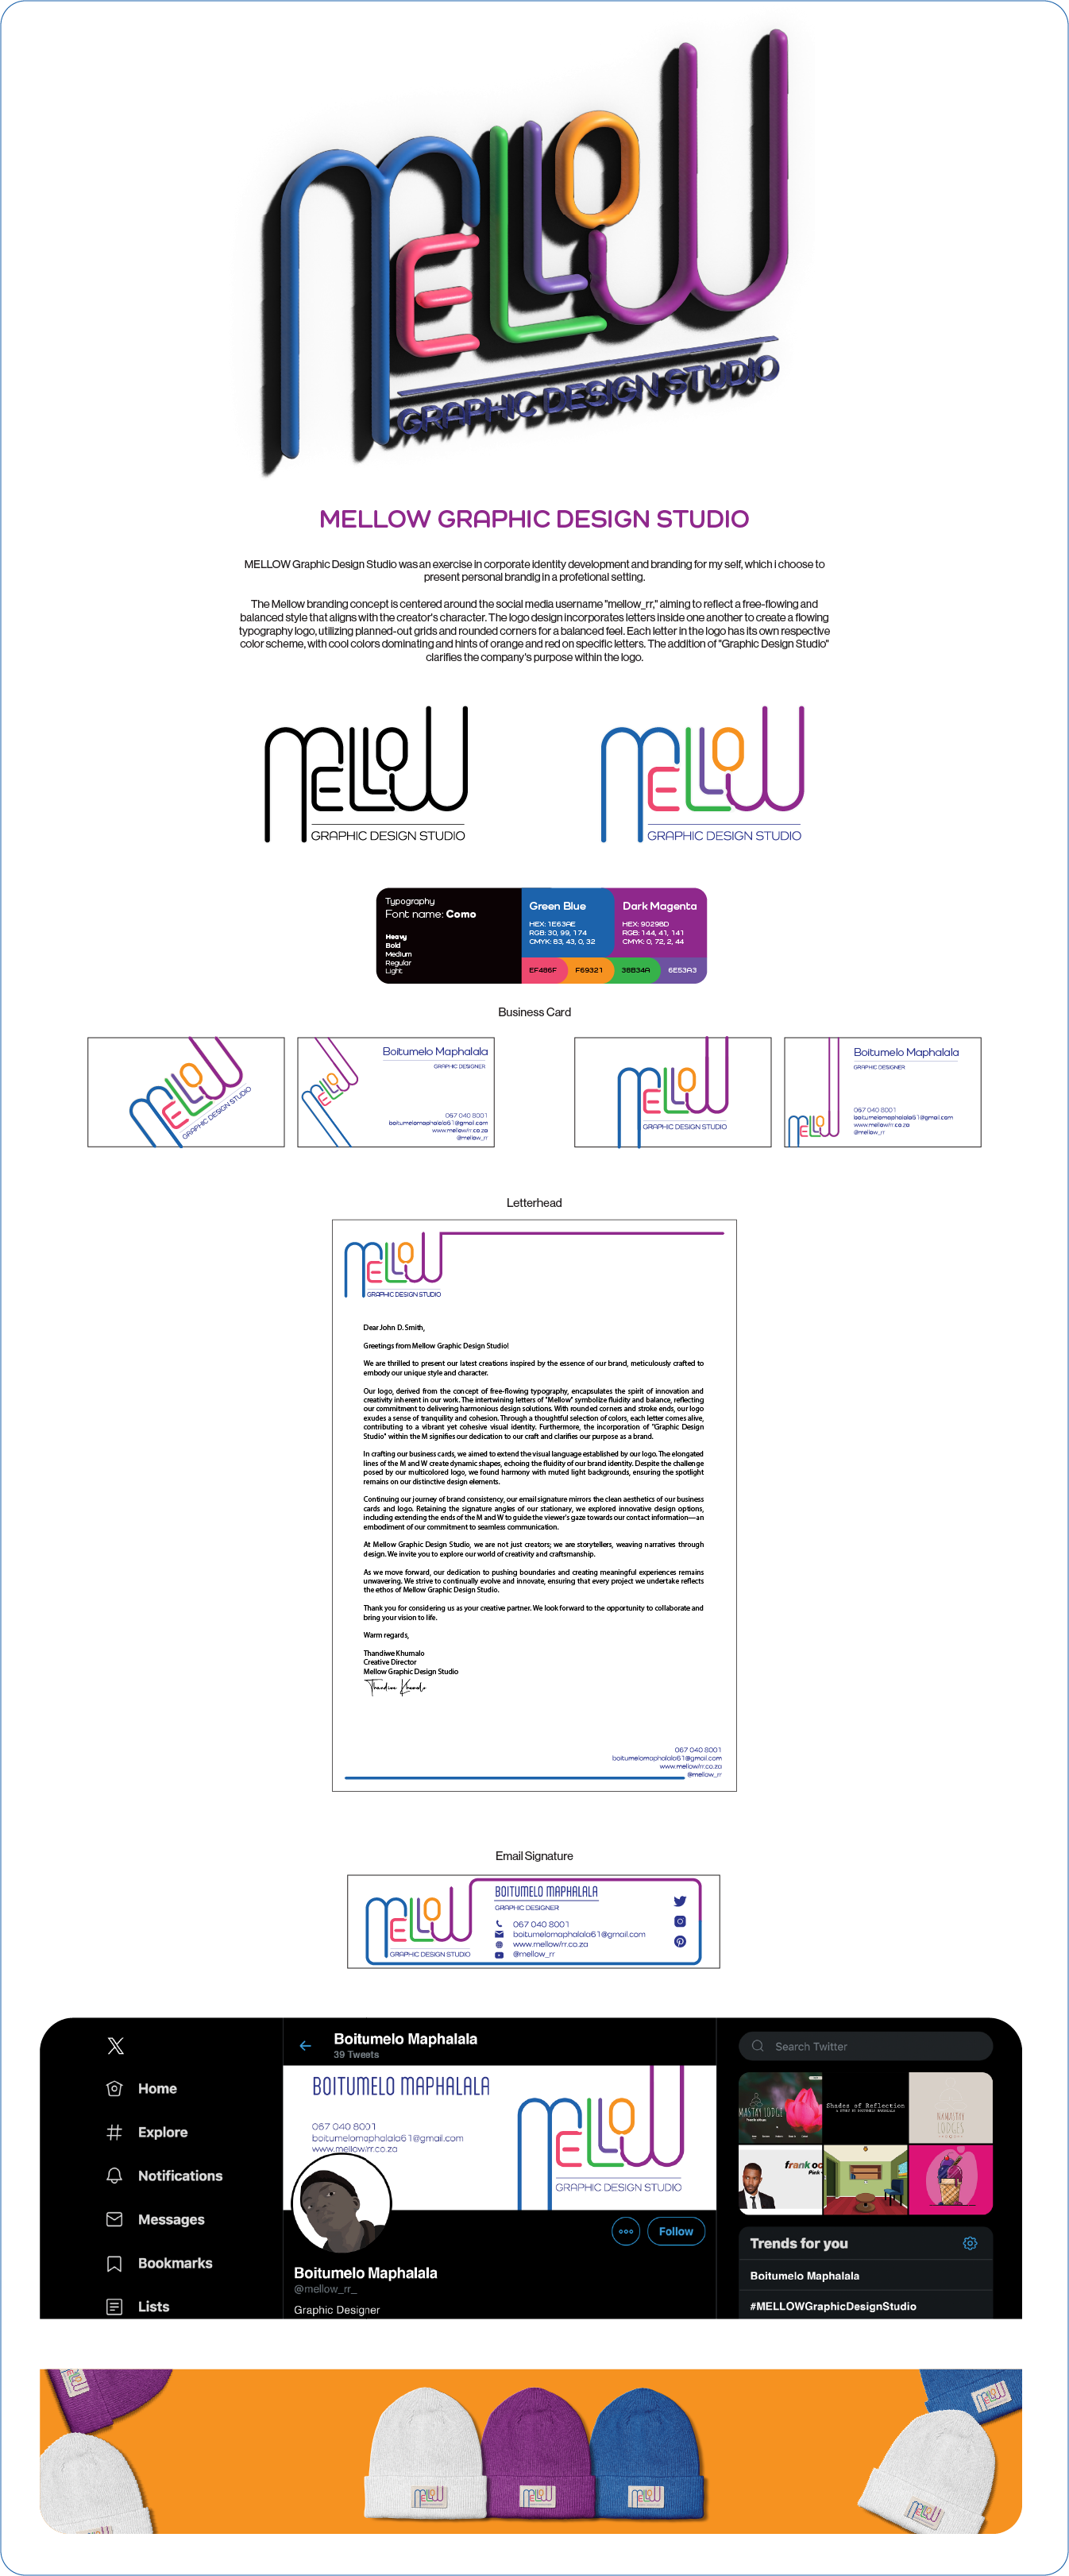 MELLOW
GRAPHIC DESIGN STUDIO
MELLOW GRAPHIC DESIGN STUDIO
MELLOW Graphic Design Studio was an exercise in corporate identity development and branding for my self, which I choose to
present personal brandig in a profetional setting.
The Mellow branding concept is centered around the social media username "mellow_rr," aiming to reflect a free-flowing and
balanced style that aligns with the creator's character. The logo design incorporates letters inside one another to create a flowing
typography logo, utilizing planned-out grids and rounded corners for a balanced feel. Each letter in the logo has its own respective
color scheme, with cool colors dominating and hints of orange and red on specific letters. The addition of "Graphic Design Studio"
clarifies the company's purpose within the logo.
MELLOW
GRAPHIC DESIGN STUDIO
MELLOW
GRAPHIC DESIGN STUDIO
Typography
Font name: Como
Heavy
Bold
Medium
Regular
Light
Green Blue
HEX: 1E63AE
RGB: 30, 99, 174
CMYK: 83, 43, 0, 32
Dark Magenta
HEX: 90298D
RGB: 144, 41, 141
CMYK: 0, 72, 2, 44
EF486F
F69321
38B34A
6E53A3
Business Card
MELLOW
GRAPHIC DESIGN STUDIO
MELLOW
Boitumelo Maphalala
GRAPHIC DESIGNER
067 040 8001
boitumelomaphalala61@gmail.com
www.mellow/rr.co.za
@mellow_rr
MELLOW
GRAPHIC DESIGN STUDIO
MELLOW
Boitumelo Maphalala
GRAPHIC DESIGNER
067 040 8001
boitumelomaphalala61@gmail.com
www.mellow/rr.co.za
@mellow_rr
Letterhead
MELLOW
GRAPHIC DESIGN STUDIO
Dear John D. Smith,
Greetings from Mellow Graphic Design Studio!
We are thrilled to present our latest creations inspired by the essence of our brand, meticulously crafted to
embody our unique style and character.
Our logo, derived from the concept of free-flowing typography, encapsulates the spirit of innovation and
creativity inherent in our work. The intertwining letters of "Mellow" symbolize fluidity and balance, reflecting
our commitment to delivering harmonious design solutions. With rounded corners and stroke ends, our logo
exudes a sense of tranquility and cohesion. Through a thoughtful selection of colors, each letter comes alive,
contributing to a vibrant yet cohesive visual identity. Furthermore, the incorporation of "Graphic Design
Studio" within the M signifies our dedication to our craft and clarifies our purpose as a brand.
In crafting our business cards, we aimed to extend the visual language established by our logo. The elongated
lines of the M and W create dynamic shapes, echoing the fluidity of our brand identity. Despite the challenge
posed by our multicolored logo, we found harmony with muted light backgrounds, ensuring the spotlight
remains on our distinctive design elements.
Continuing our journey of brand consistency, our email signature mirrors the clean aesthetics of our business
cards and logo. Retaining the signature angles of our stationary, we explored innovative design options,
including extending the ends of the M and W to guide the viewer's gaze towards our contact information—an
embodiment of our commitment to seamless communication.
At Mellow Graphic Design Studio, we are not just creators; we are storytellers, weaving narratives through
design. We invite you to explore our world of creativity and craftsmanship.
As we move forward, our dedication to pushing boundaries and creating meaningful experiences remains
unwavering. We strive to continually evolve and innovate, ensuring that every project we undertake reflects
the ethos of Mellow Graphic Design Studio.
Thank you for considering us as your creative partner. We look forward to the opportunity to collaborate and
bring your vision to life.
Warm regards,
Thandiwe Khumalo
Creative Director
Mellow Graphic Design Studio
Thandiwe Khumalo
067 040 8001
boitumelomaphalala61@gmail.com
www.mellow/rr.co.za
@mellow_rr
Email Signature
MELLOW
GRAPHIC DESIGN STUDIO
BOITUMELO MAPHALALA
GRAPHIC DESIGNER
067 040 8001
boitumelomaphalala61@gmail.com
www.mellow/rr.co.za
@mellow_rr
Home
Explore
Notifications
Messages
Bookmarks
Lists
Boitumelo Maphalala
39 Tweets
BOITUMELO MAPHALALA
067 040 8001
boitumelomaphalala61@gmail.com
www.mellow/rr.co.za
MELLOW
GRAPHIC DESIGN STUDIO
Follow
Boitumelo Maphalala
@mellow_rr_
Graphic Designer
Search Twitter
MASTAY LODGE
Shades of Reflection
NAMASTAY
LODGES
frank oc
Pink
Trends for you
Boitumelo Maphalala
#MELLOWGraphicDesignStudio
MELLOW
MELLOW
MELLOW
MELLOW
MELLOW
MELLOW